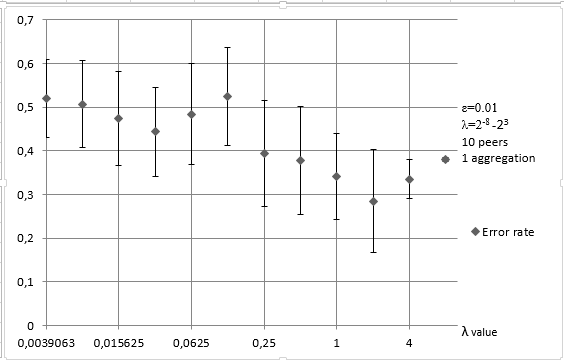 0,7
0,6
0,5
0,4
0,3
0,2
0,1
0
0,0039063 0,015625 0,0625 0,25 1 4
ε=0.01
λ=2⁻⁸-2³
10 peers
1 aggregation
Error rate
λ value